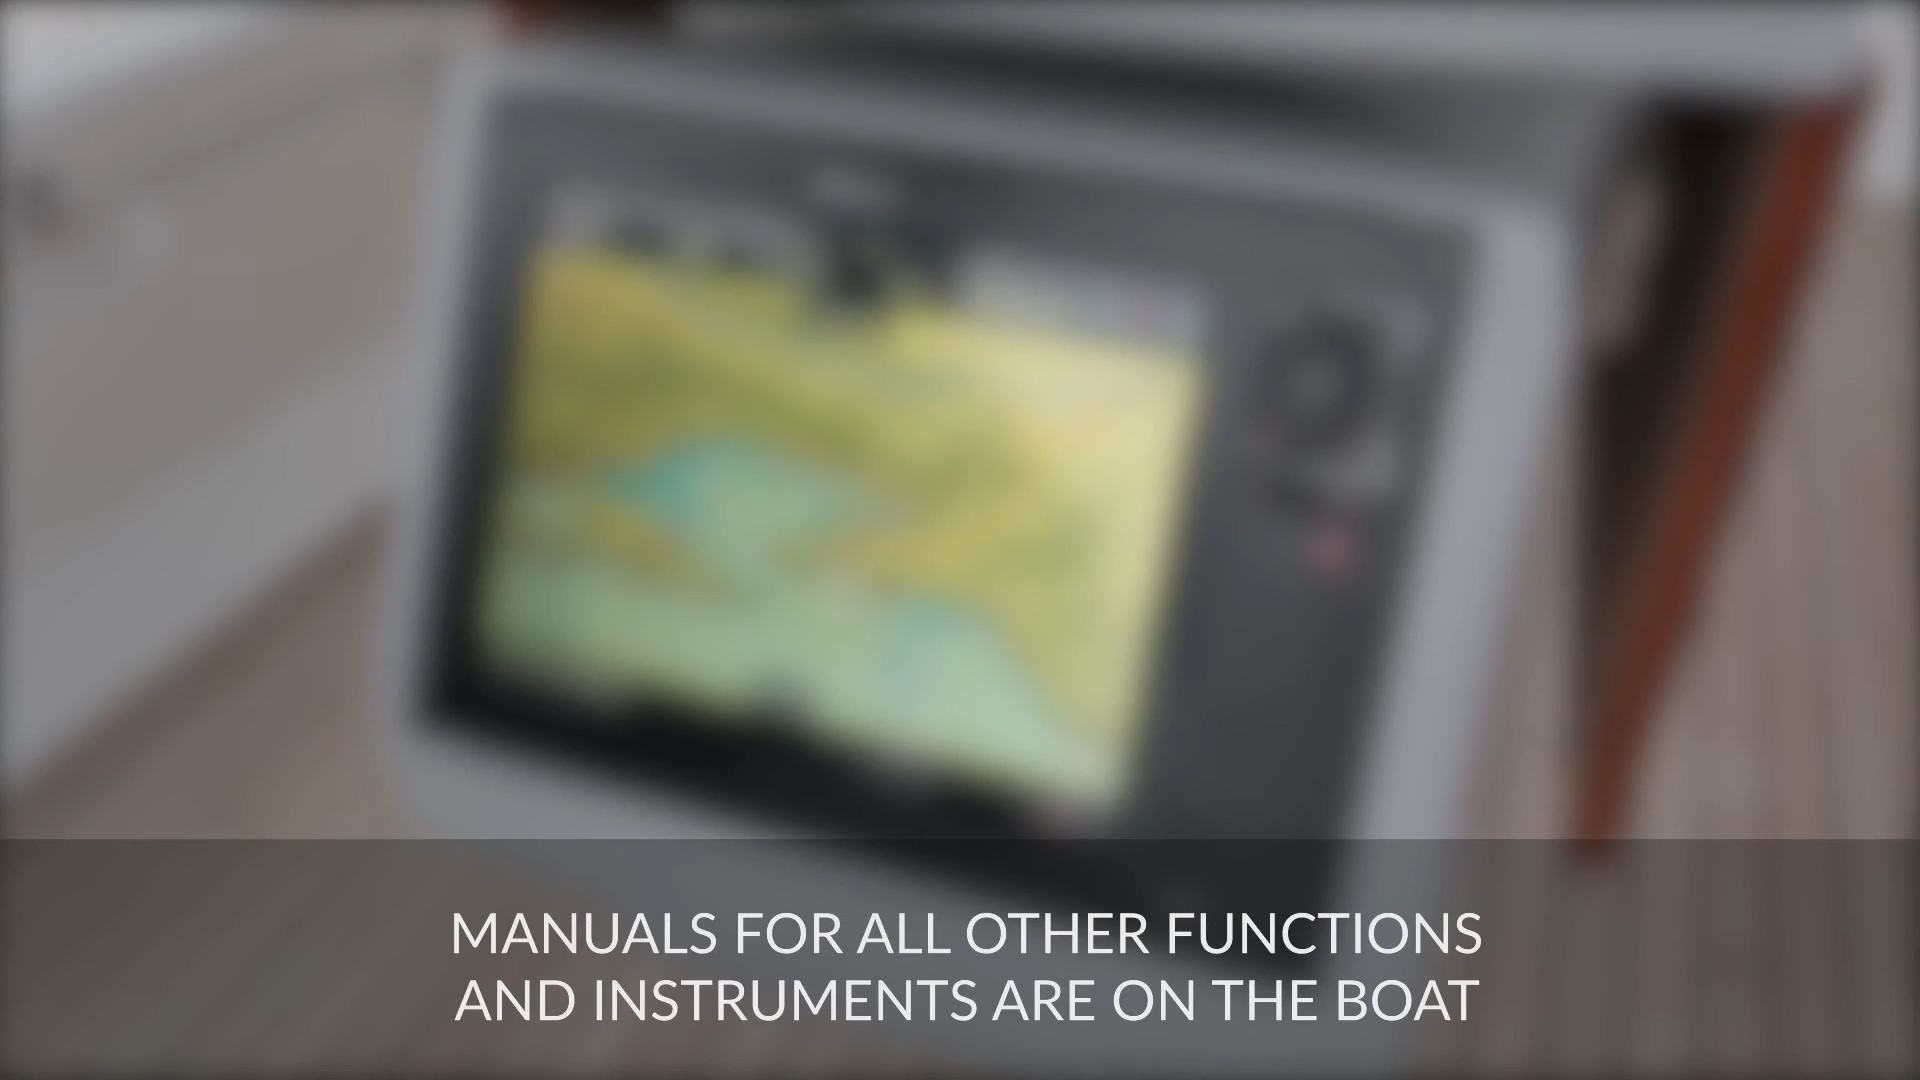 MANUALS FOR ALL OTHER FUNCTIONS
AND INSTRUMENTS ARE ON THE BOAT